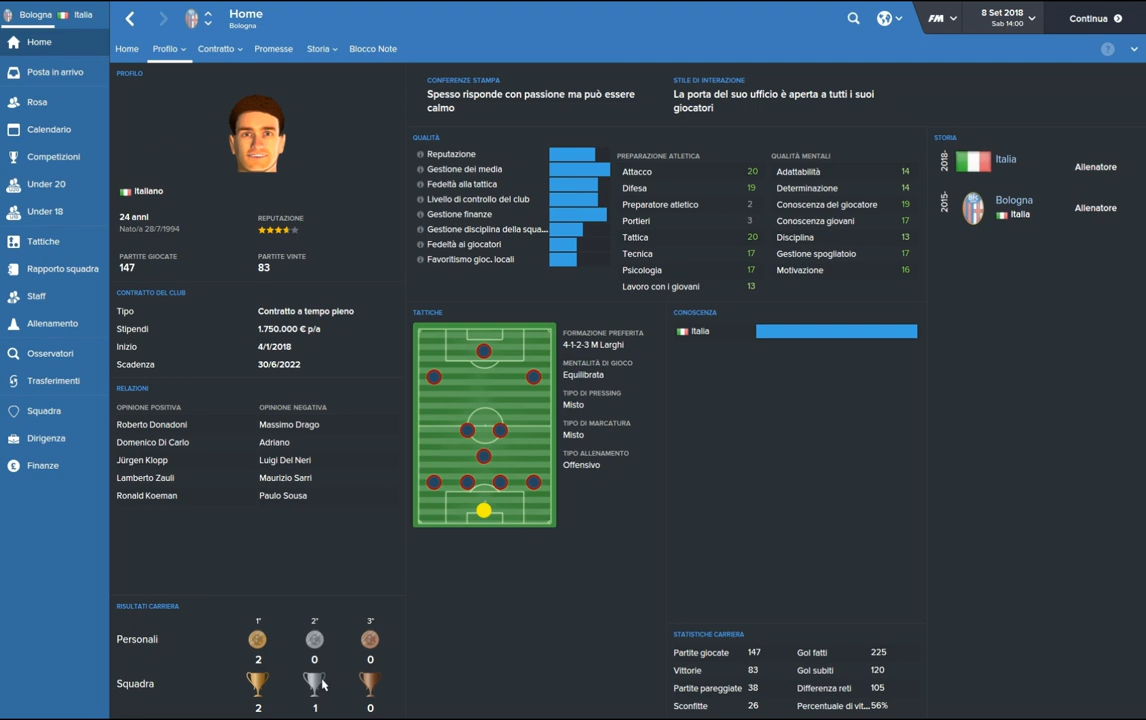 Bologna Italia
Home
Bologna
FM
8 Set 2018
Sab 14:00
Continua
Home
Posta in arrivo
Rosa
Calendario
Competizioni
Under 20
Under 18
Tattiche
Rapporto squadra
Staff
Allenamento
Osservatori
Trasferimenti
Squadra
Dirigenza
Finanze
Home Profilo Contratto Promesse Storia Blocco Note
?
PROFILO
Italiano
24 anni
Nato/a 28/7/1994
REPUTAZIONE
PARTITE GIOCATE
147
PARTITE VINTE
83
CONTRATTO DEL CLUB
Tipo Contratto a tempo pieno
Stipendi 1.750.000 € p/a
Inizio 4/1/2018
Scadenza 30/6/2022
RELAZIONI
OPINIONE POSITIVA OPINIONE NEGATIVA
Roberto Donadoni Massimo Drago
Domenico Di Carlo Adriano
Jürgen Klopp Luigi Del Neri
Lamberto Zauli Maurizio Sarri
Ronald Koeman Paulo Sousa
RISULTATI CARRIERA
1° 2° 3°
Personali
2 0 0
Squadra
2 1 0
CONFERENZE STAMPA
Spesso risponde con passione ma può essere
calmo
STILE DI INTERAZIONE
La porta del suo ufficio è aperta a tutti i suoi
giocatori
QUALITÀ
Reputazione
Gestione dei media
Fedeltà alla tattica
Livello di controllo del club
Gestione finanze
Gestione disciplina della squa...
Fedeltà ai giocatori
Favoritismo gioc. locali
PREPARAZIONE ATLETICA
Attacco 20
Difesa 19
Preparatore atletico 2
Portieri 3
Tattica 20
Tecnica 17
Psicologia 17
Lavoro con i giovani 13
QUALITÀ MENTALI
Adattabilità 14
Determinazione 14
Conoscenza del giocatore 19
Conoscenza giovani 17
Disciplina 13
Gestione spogliatoio 17
Motivazione 16
STORIA
2018- Italia Allenatore
2015- Bologna Allenatore
Italia
TATTICHE
FORMAZIONE PREFERITA
4-1-2-3 M Larghi
MENTALITÀ DI GIOCO
Equilibrata
TIPO DI PRESSING
Misto
TIPO DI MARCATURA
Misto
TIPO ALLENAMENTO
Offensivo
CONOSCENZA
Italia
STATISTICHE CARRIERA
Partite giocate 147 Gol fatti 225
Vittorie 83 Gol subiti 120
Partite pareggiate 38 Differenza reti 105
Sconfitte 26 Percentuale di vit... 56%